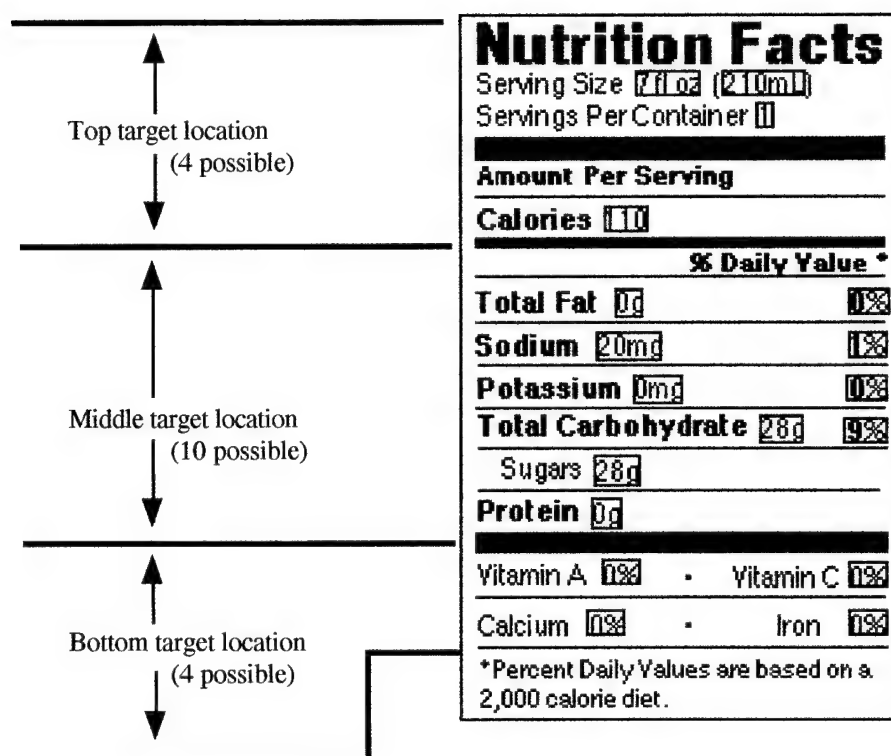 Top target location
(4 possible)
Middle target location
(10 possible)
Bottom target location
(4 possible)
Nutrition Facts
Serving Size 7fl oz (210mL)
Servings Per Container 1
Amount Per Serving
Calories 110
% Daily Value *
Total Fat 0g 0%
Sodium 20mg 1%
Potassium 0mg 0%
Total Carbohydrate 28g 9%
Sugars 28g
Protein 0g
Vitamin A 0% · Vitamin C 0%
Calcium 0% · Iron 0%
*Percent Daily Values are based on a
2,000 calorie diet.